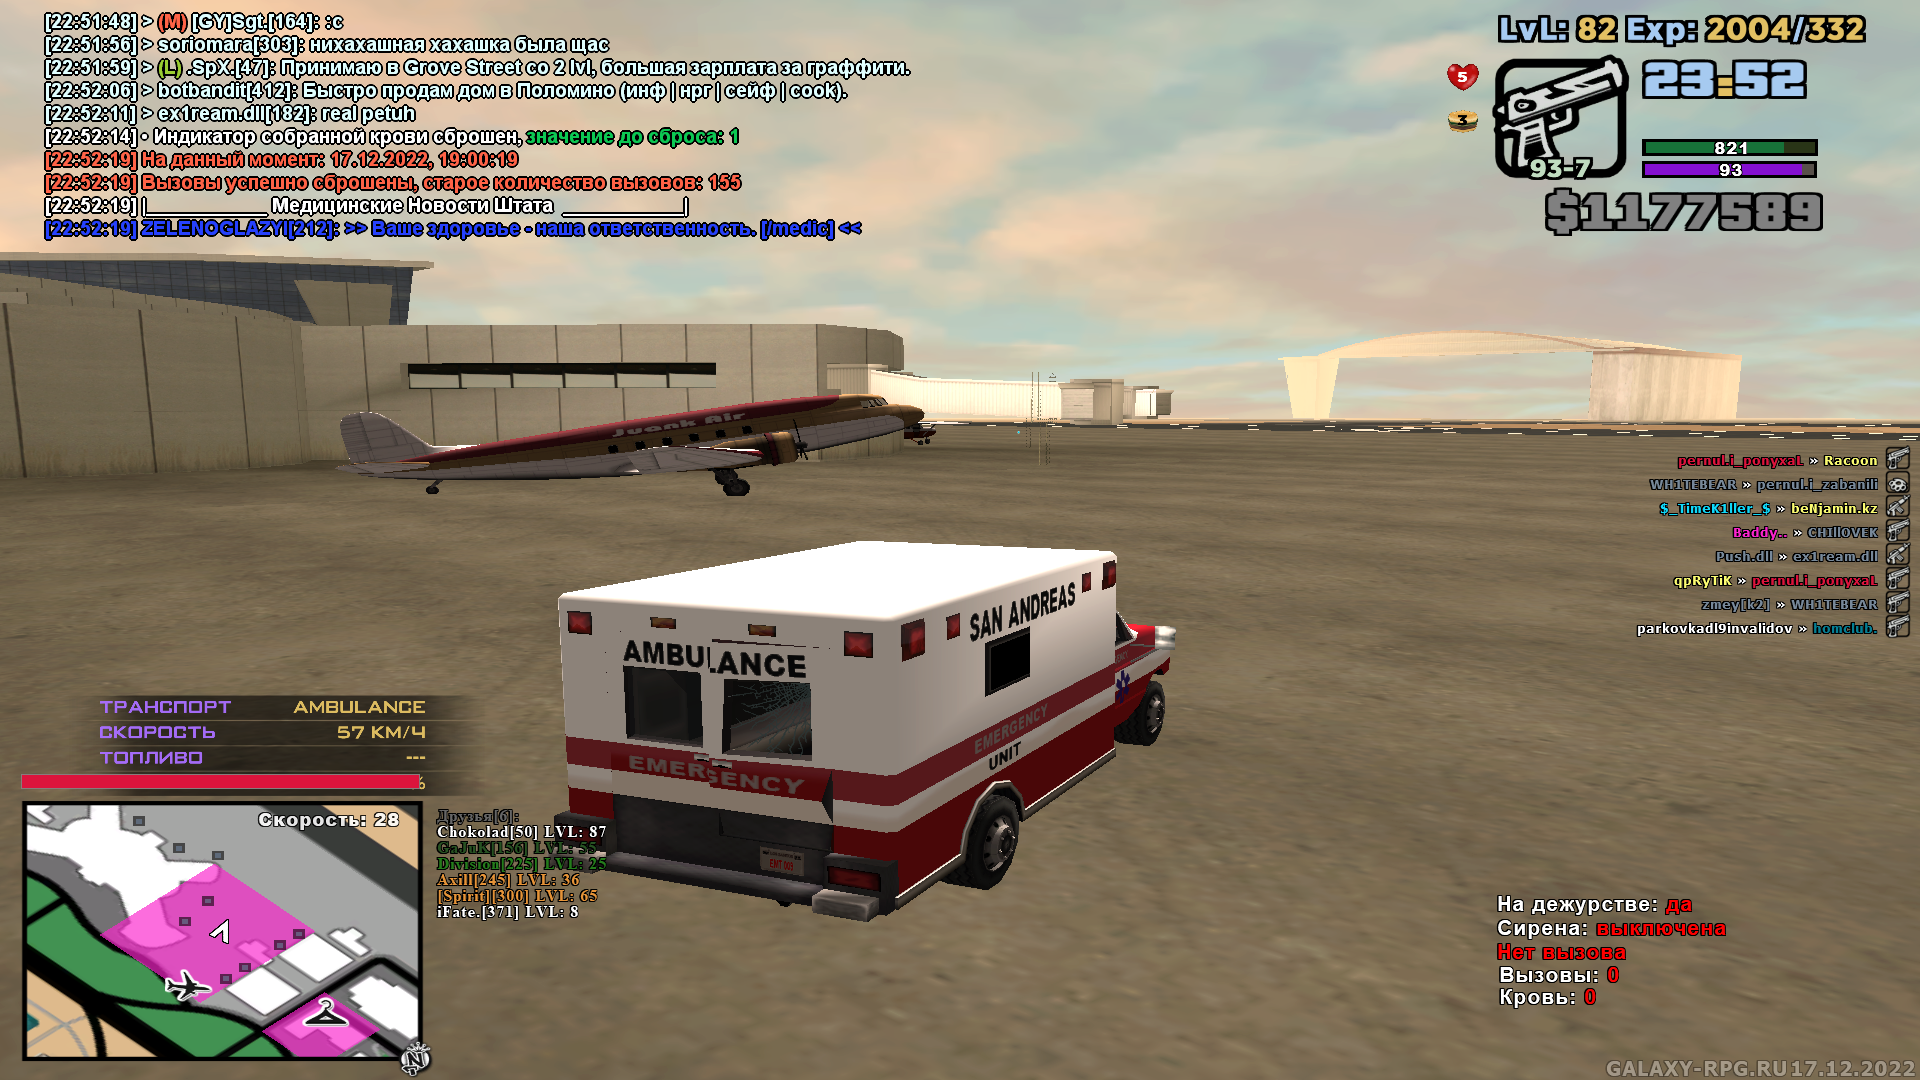 [22:51:48] > (M) [GY]Sgt.[164]: :c
[22:51:56] > soriomara[303]: нихахашная хахашка была щас
[22:51:59] > (L) .SpX.[47]: Принимаю в Grove Street со 2 lvl, большая зарплата за граффити.
[22:52:06] > botbandit[412]: Быстро продам дом в Поломино (инф | нрг | сейф | cook).
[22:52:11] > ex1ream.dll[182]: real petuh
[22:52:14] • Индикатор собранной крови сброшен, значение до сброса: 1
[22:52:19] На данный момент: 17.12.2022, 19:00:19
[22:52:19] Вызовы успешно сброшены, старое количество вызовов: 155
[22:52:19] |____________ Медицинские Новости Штата ____________|
[22:52:19] ZELENOGLAZYI[212]: >> Ваше здоровье - наша ответственность. [/medic] <<
LvL: 82 Exp: 2004/332
5
23:52
3
93-7
821
93
$1177589
Juank Air
pernul.i_ponyxaL » Racoon
WH1TEBEAR » pernul.i_zabanili
$_TimeK1ller_$ » beNjamin.kz
Baddy.. » CHIllOVEK
Push.dll » ex1ream.dll
qpRyTiK » pernul.i_ponyxaL
zmey[k2] » WH1TEBEAR
parkovkadl9invalidov » homclub.
AMBULANCE
SAN ANDREAS
EMERGENCY
UNIT
EMERGENCY
EMT 009
ТРАНСПОРТ AMBULANCE
СКОРОСТЬ 57 КМ/Ч
ТОПЛИВО ---
%
Скорость: 28
N
Друзья[6]:
Chokolad[50] LVL: 87
GaJuK[156] LVL: 55
Division[225] LVL: 25
Axill[245] LVL: 36
[Spirit][300] LVL: 65
iFate.[371] LVL: 8
На дежурстве: да
Сирена: выключена
Нет вызова
Вызовы: 0
Кровь: 0
GALAXY-RPG.RU 17.12.2022